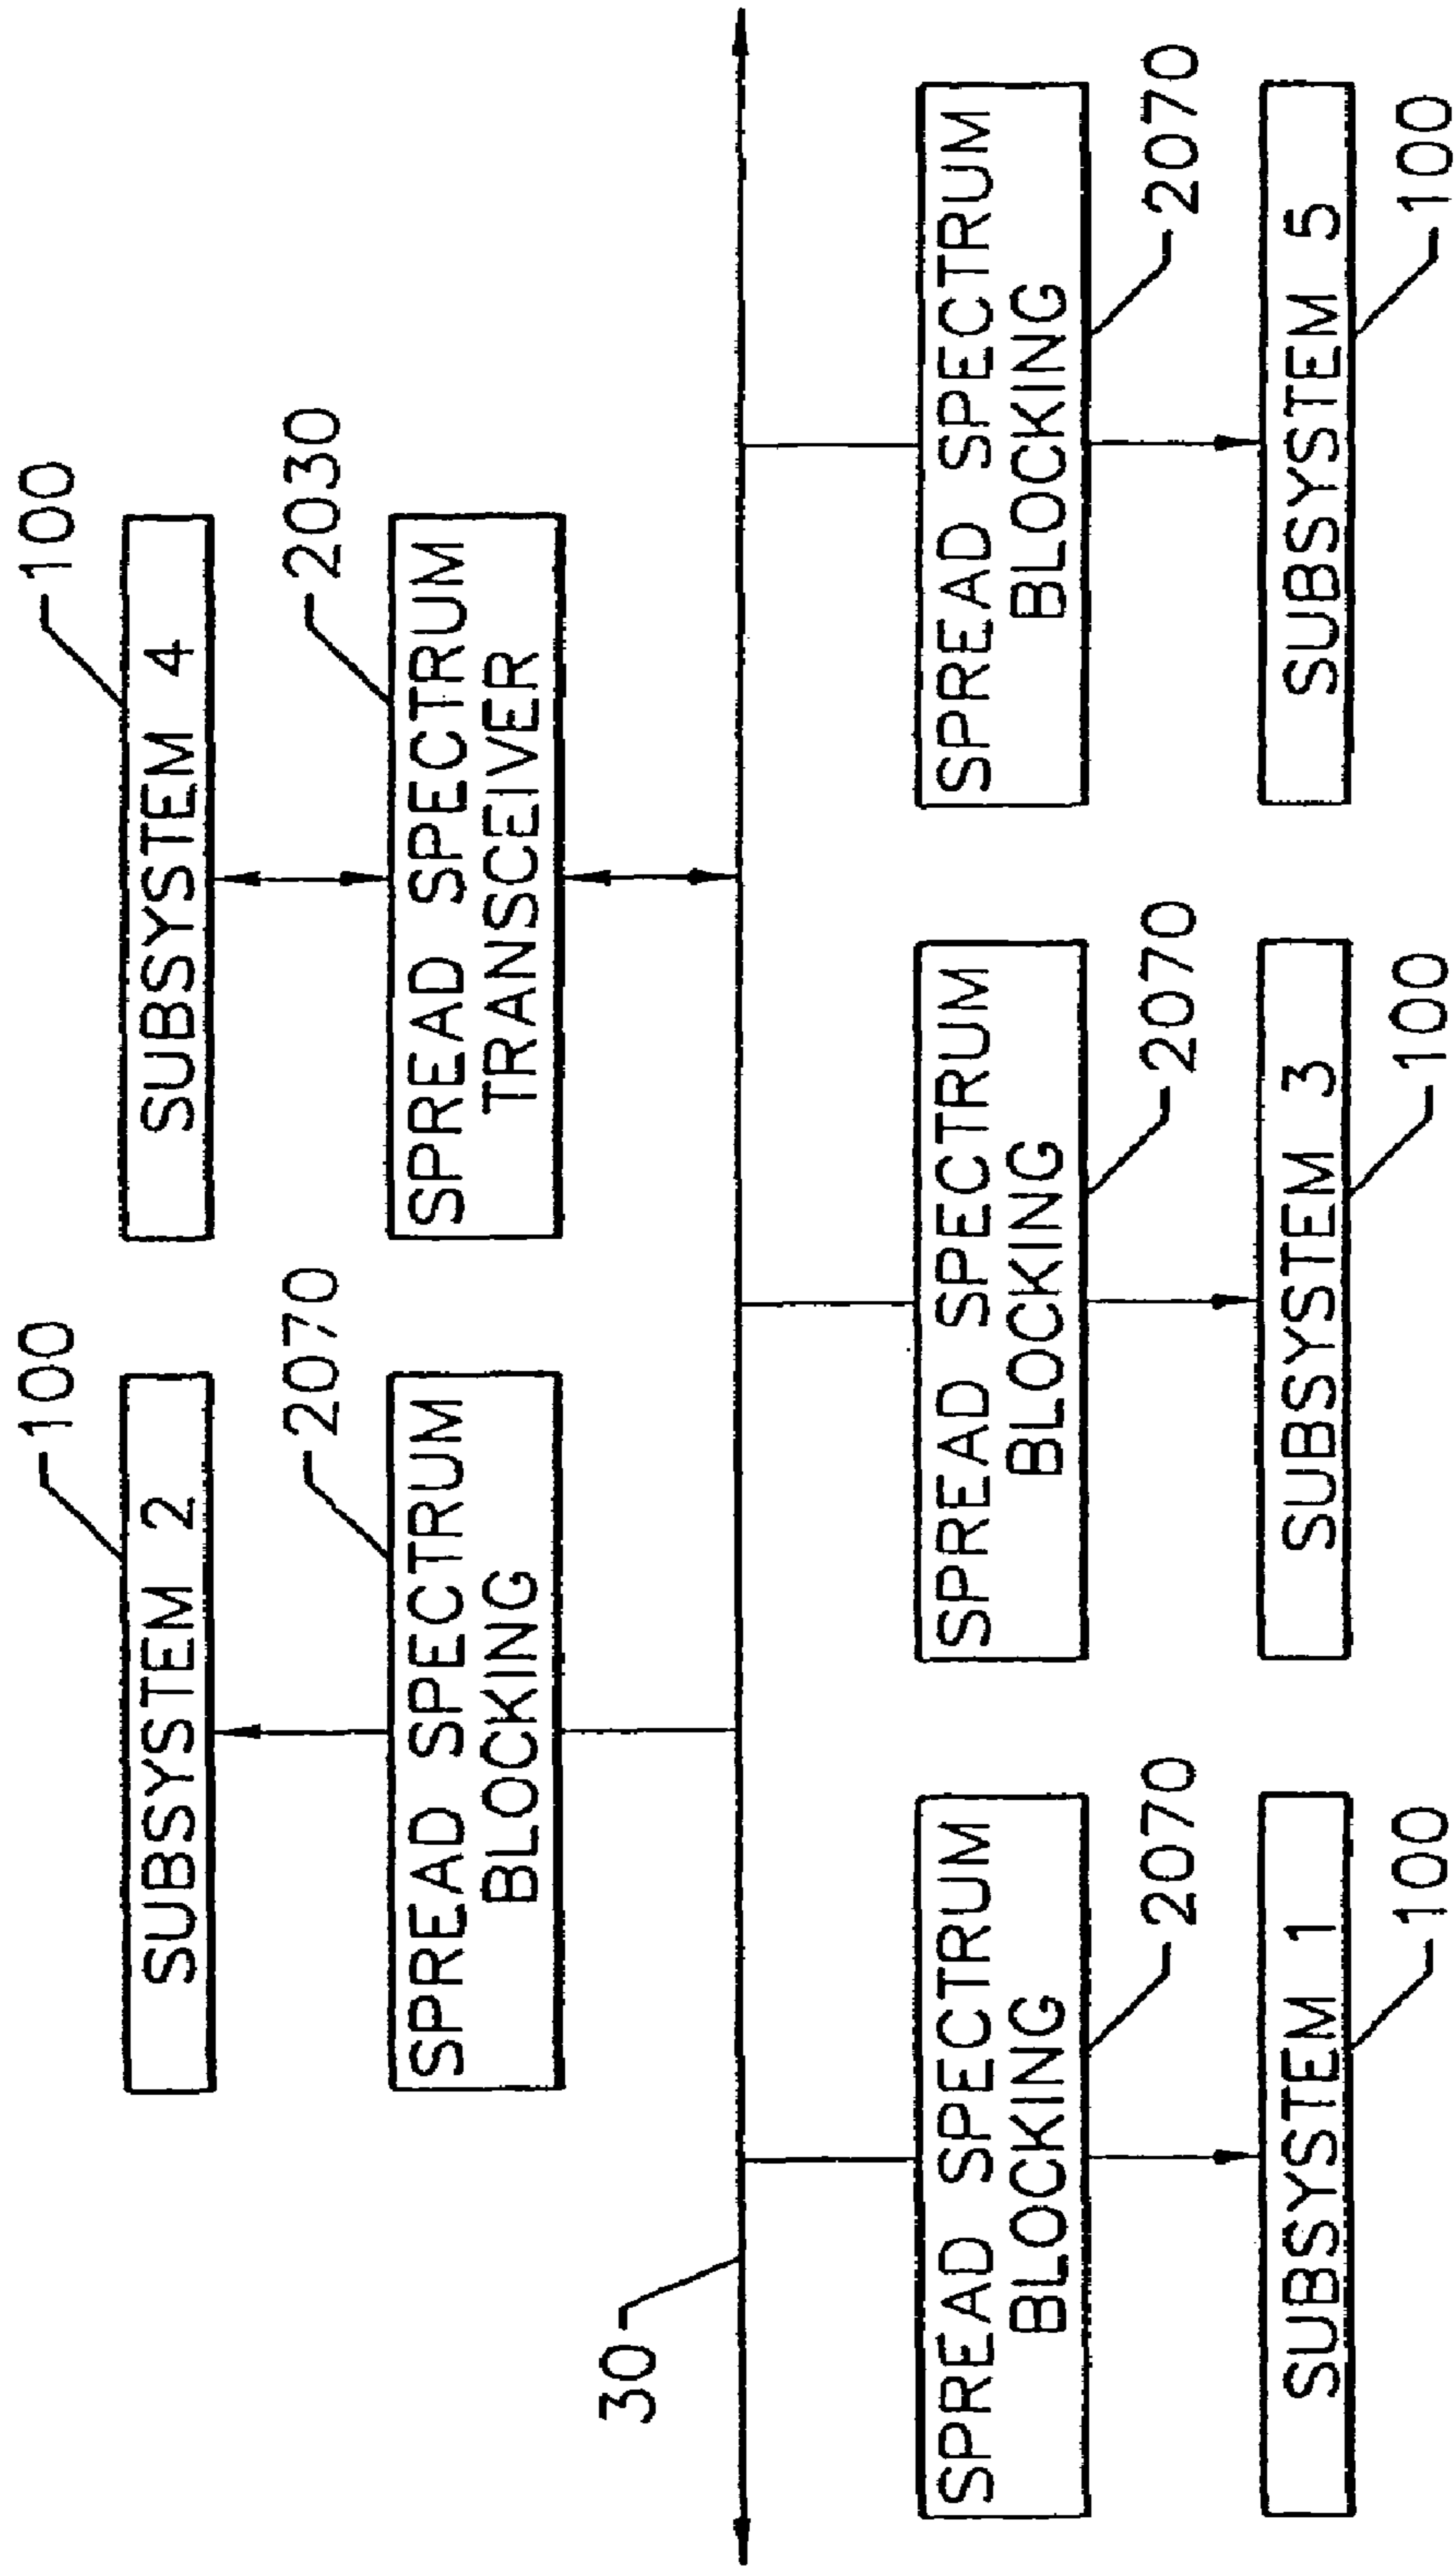 100
SUBSYSTEM 2
2070
SPREAD SPECTRUM
BLOCKING
100
SUBSYSTEM 4
2030
SPREAD SPECTRUM
TRANSCEIVER
30
SPREAD SPECTRUM
BLOCKING
2070
SUBSYSTEM 1
100
SPREAD SPECTRUM
BLOCKING
2070
SUBSYSTEM 3
100
SPREAD SPECTRUM
BLOCKING
2070
SUBSYSTEM 5
100